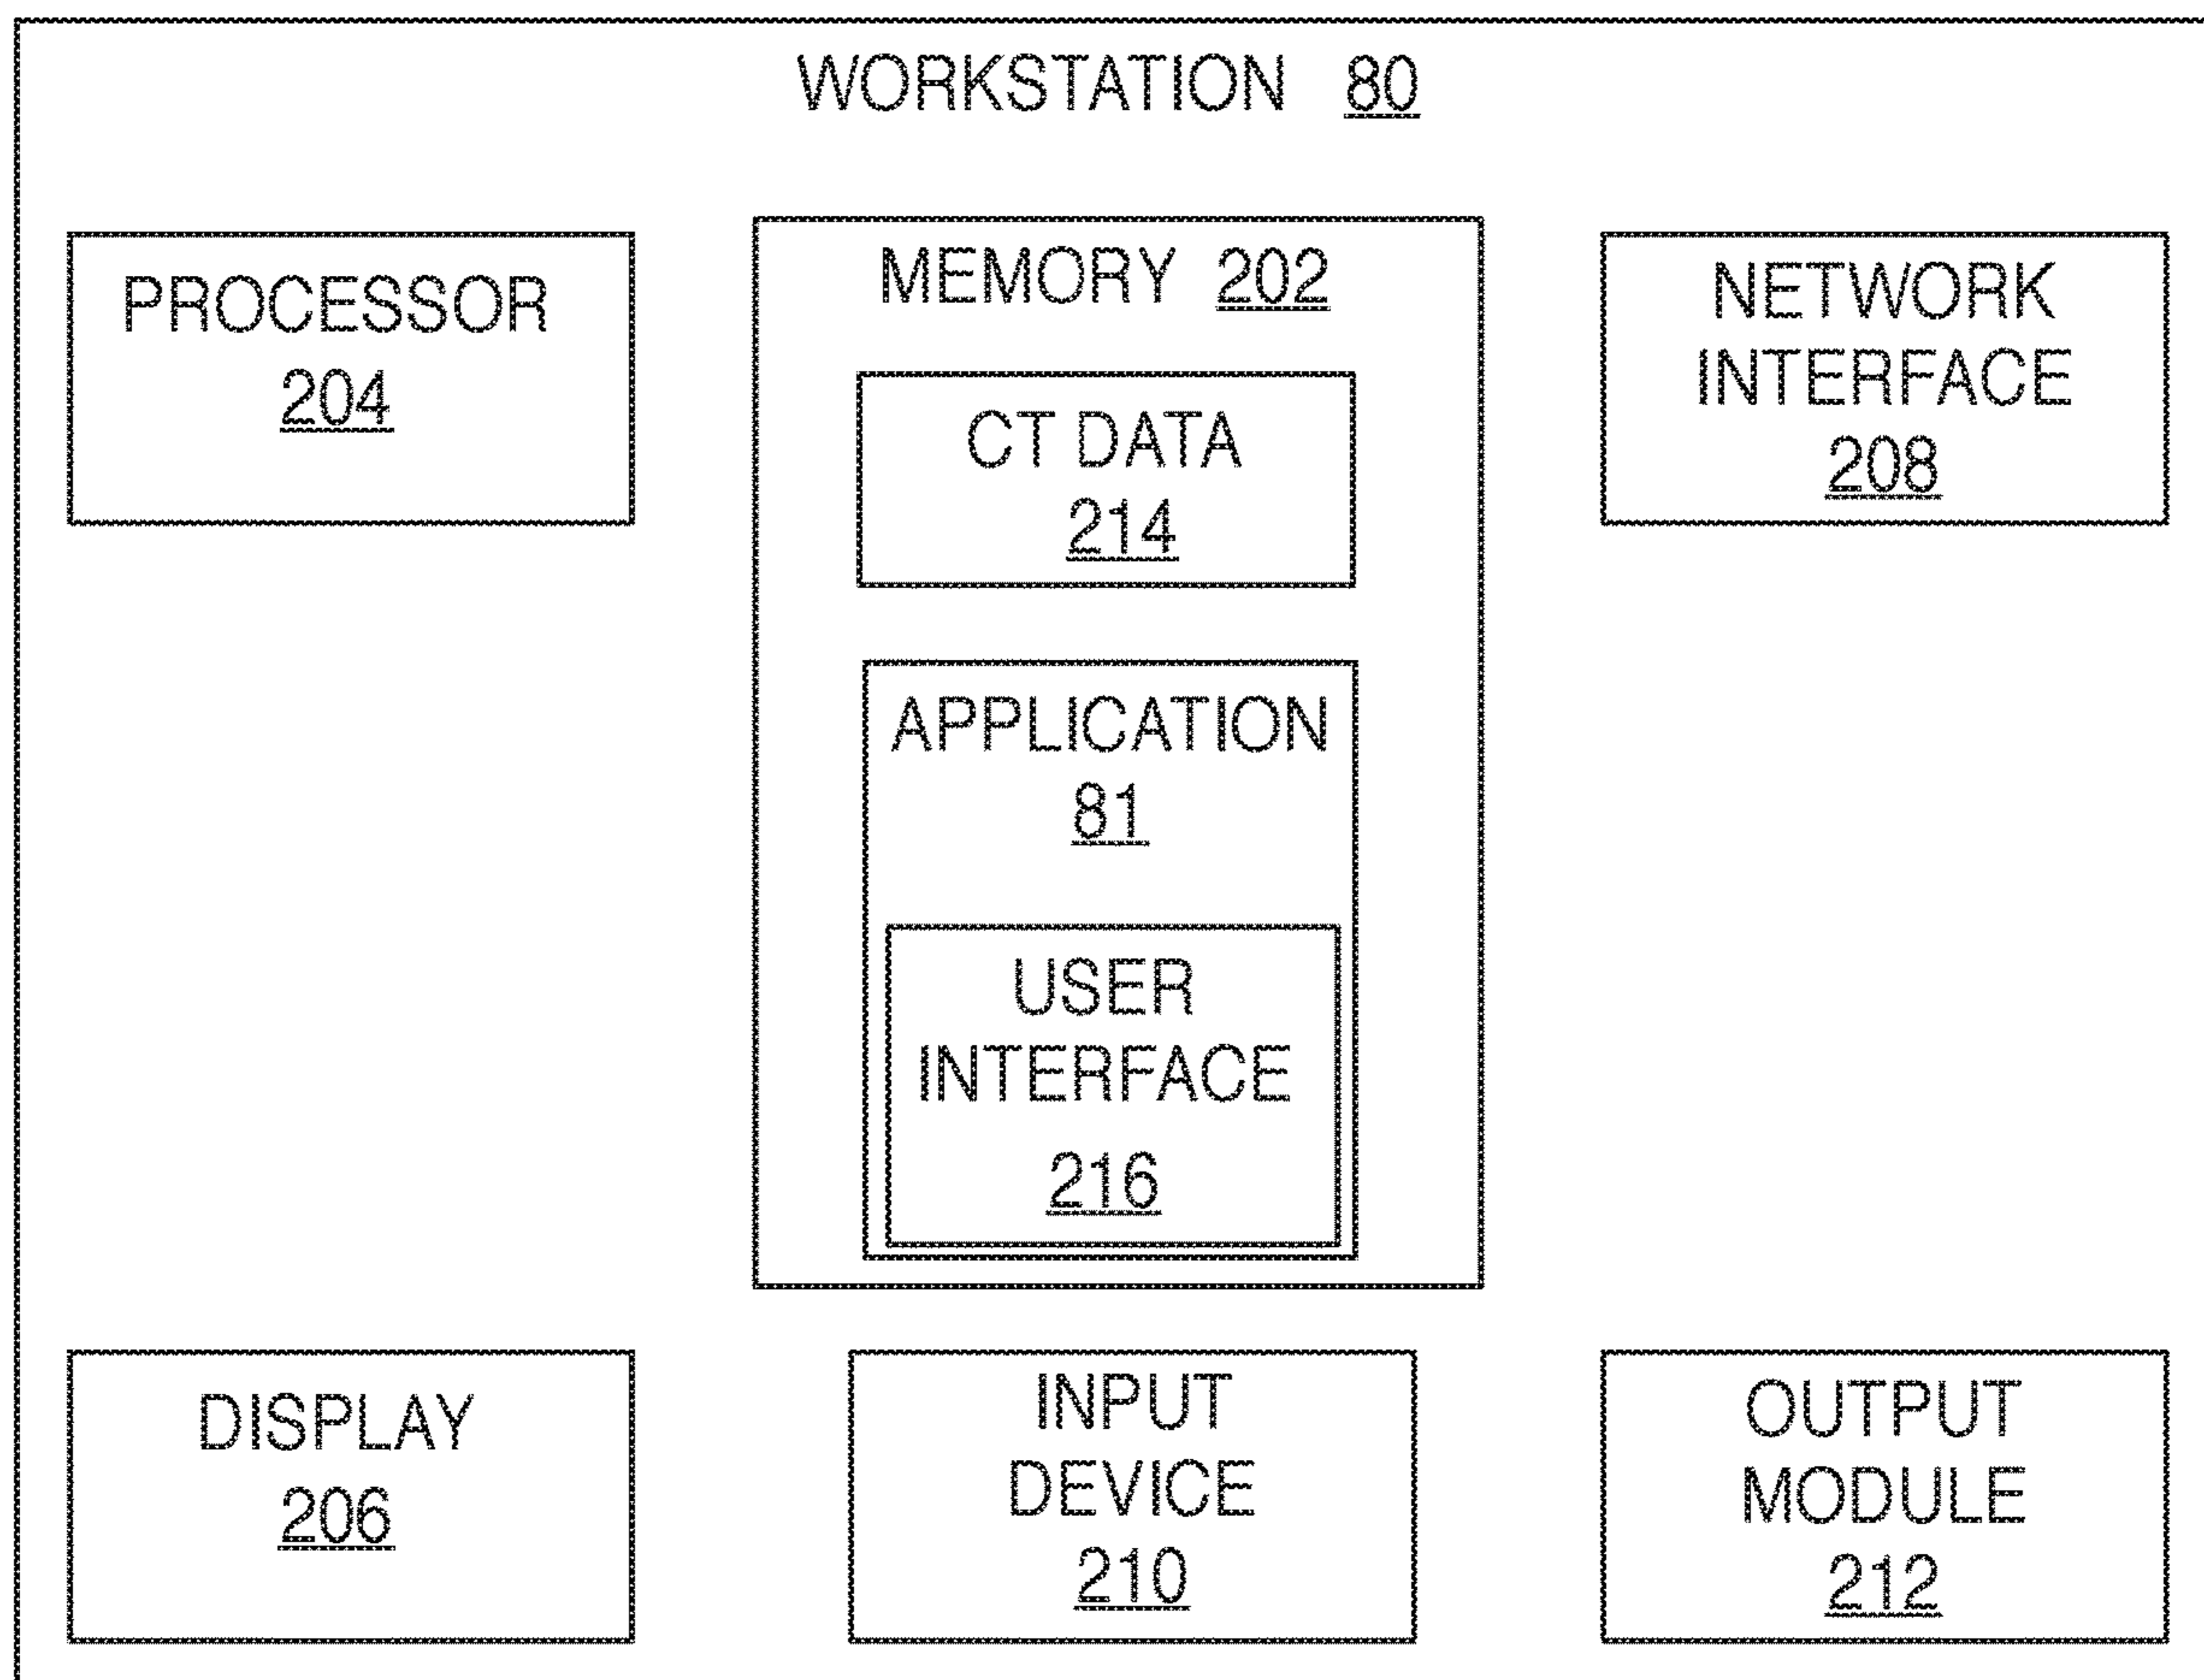 WORKSTATION 80
PROCESSOR
204
MEMORY 202
CT DATA
214
APPLICATION
81
USER
INTERFACE
216
NETWORK
INTERFACE
208
DISPLAY
206
INPUT
DEVICE
210
OUTPUT
MODULE
212